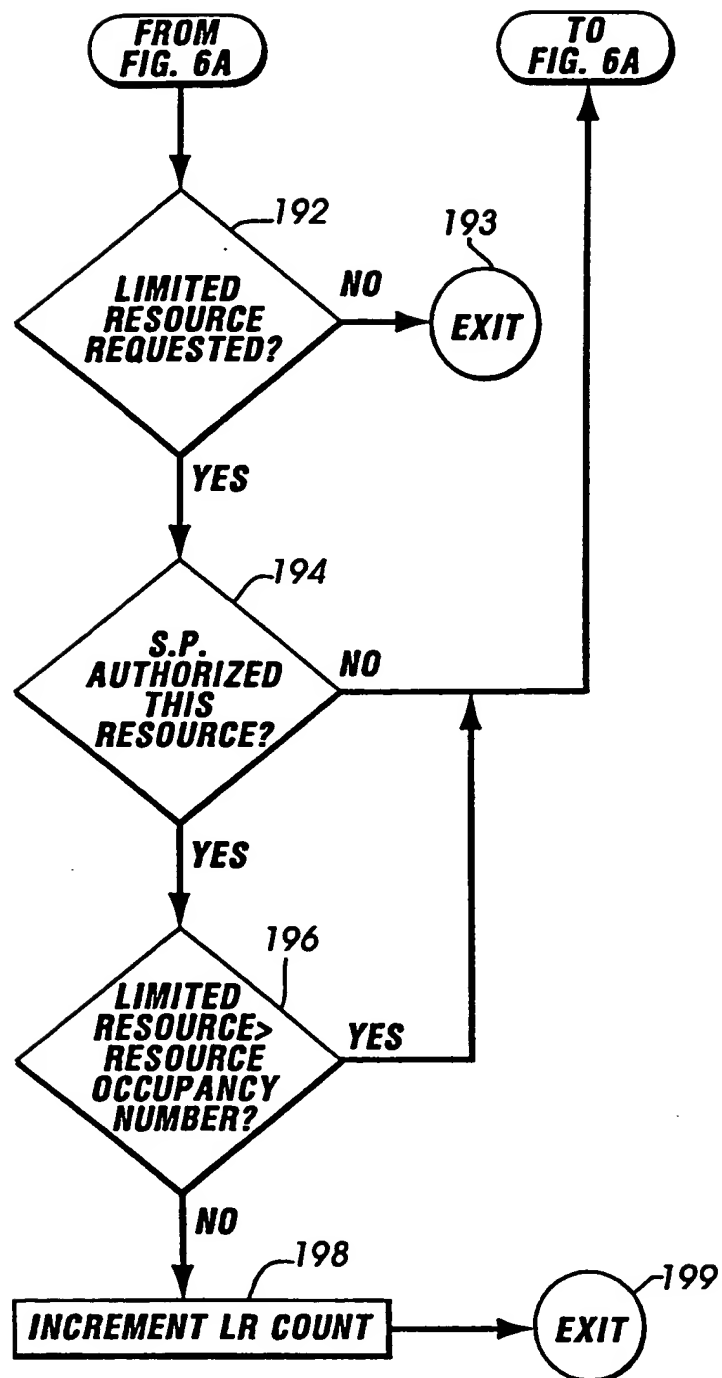 FROM
FIG. 6A
TO
FIG. 6A
192
LIMITED
RESOURCE
REQUESTED?
NO
193
EXIT
YES
194
S.P.
AUTHORIZED
THIS
RESOURCE?
NO
YES
196
LIMITED
RESOURCE>
RESOURCE
OCCUPANCY
NUMBER?
YES
NO
198
INCREMENT LR COUNT
199
EXIT